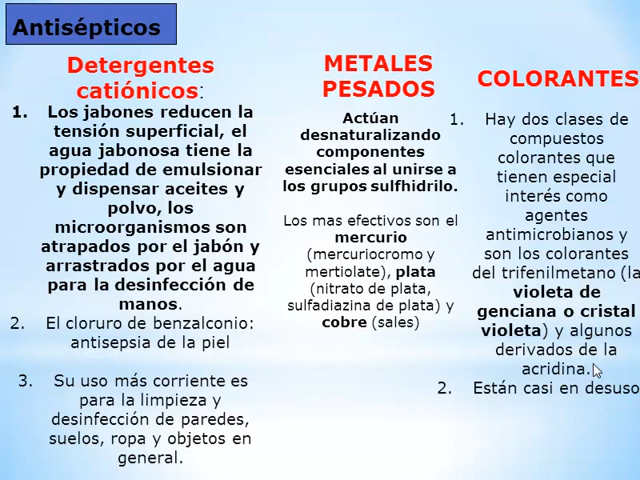 Antisépticos
Detergentes
catiónicos:
1. Los jabones reducen la
tensión superficial, el
agua jabonosa tiene la
propiedad de emulsionar
y dispensar aceites y
polvo, los
microorganismos son
atrapados por el jabón y
arrastrados por el agua
para la desinfección de
manos.
2. El cloruro de benzalconio:
antisepsia de la piel
3. Su uso más corriente es
para la limpieza y
desinfección de paredes,
suelos, ropa y objetos en
general.
METALES
PESADOS
Actúan
desnaturalizando
componentes
esenciales al unirse a
los grupos sulfhidrilo.
Los mas efectivos son el
mercurio
(mercuriocromo y
mertiolate), plata
(nitrato de plata,
sulfadiazina de plata) y
cobre (sales)
COLORANTES
1. Hay dos clases de
compuestos
colorantes que
tienen especial
interés como
agentes
antimicrobianos y
son los colorantes
del trifenilmetano (la
violeta de
genciana o cristal
violeta) y algunos
derivados de la
acridina.
2. Están casi en desuso